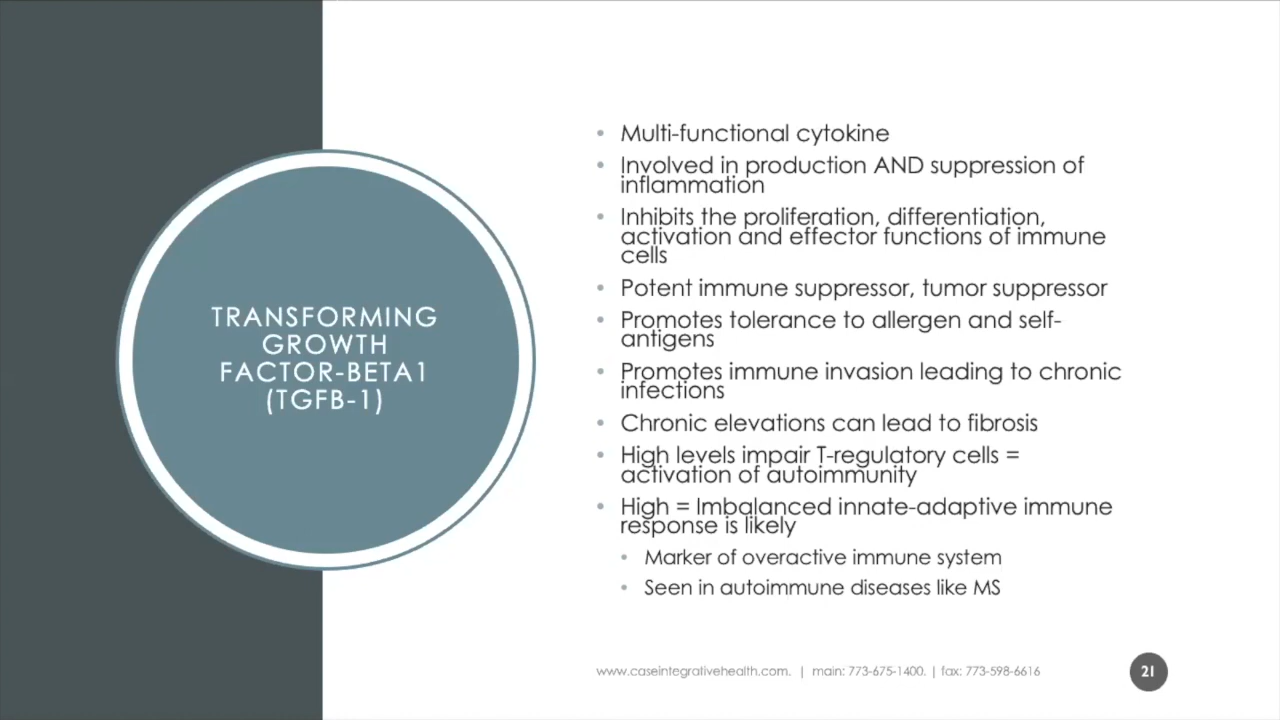 TRANSFORMING
GROWTH
FACTOR-BETA1
(TGFB-1)
• Multi-functional cytokine
• Involved in production AND suppression of
inflammation
• Inhibits the proliferation, differentiation,
activation and effector functions of immune
cells
• Potent immune suppressor, tumor suppressor
• Promotes tolerance to allergen and self-
antigens
• Promotes immune invasion leading to chronic
infections
• Chronic elevations can lead to fibrosis
• High levels impair T-regulatory cells =
activation of autoimmunity
• High = Imbalanced innate-adaptive immune
response is likely
• Marker of overactive immune system
• Seen in autoimmune diseases like MS
www.caseintegrativehealth.com. | main: 773-675-1400. | fax: 773-598-6616
21